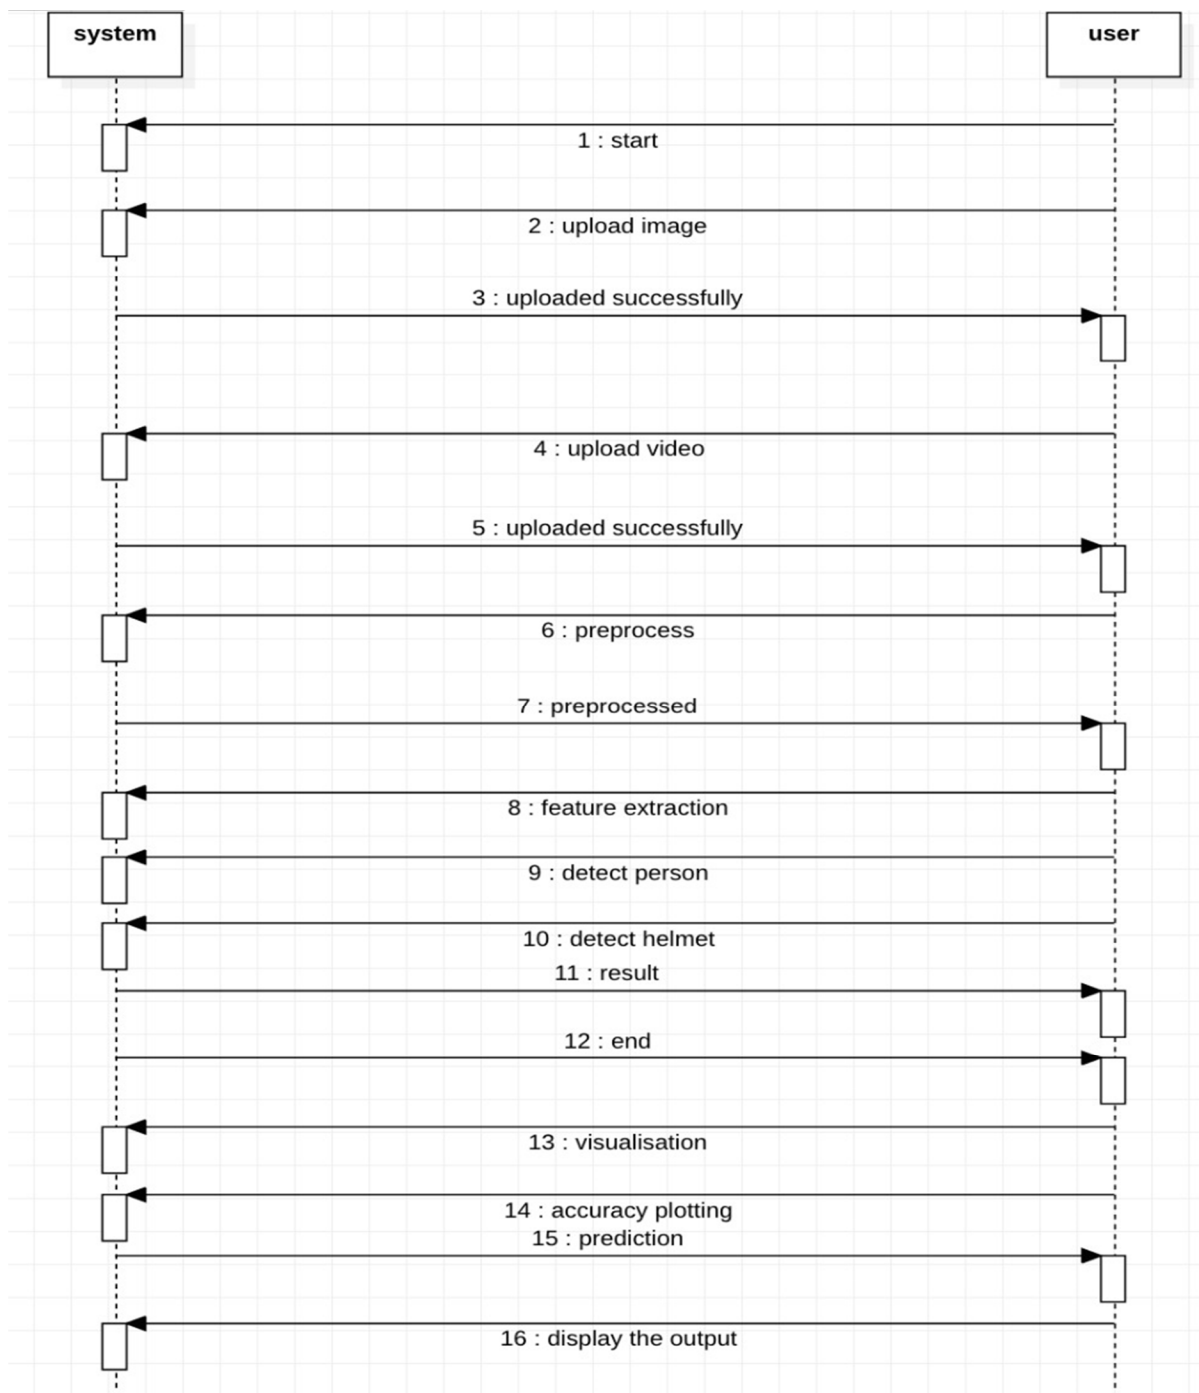 system
user
1 : start
2 : upload image
3 : uploaded successfully
4 : upload video
5 : uploaded successfully
6 : preprocess
7 : preprocessed
8 : feature extraction
9 : detect person
10 : detect helmet
11 : result
12 : end
13 : visualisation
14 : accuracy plotting
15 : prediction
16 : display the output